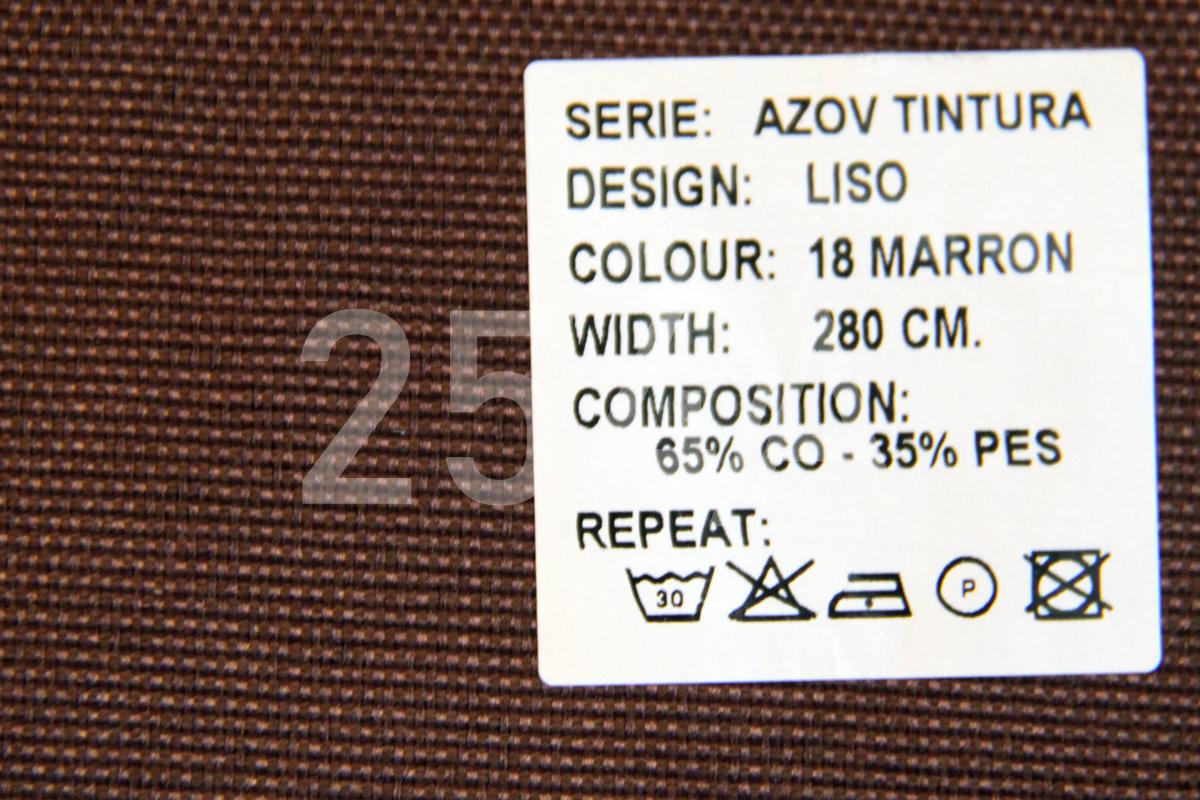 SERIE: AZOV TINTURA
DESIGN: LISO
COLOUR: 18 MARRON
WIDTH: 280 CM.
COMPOSITION:
65% CO - 35% PES
REPEAT:
30 P
25